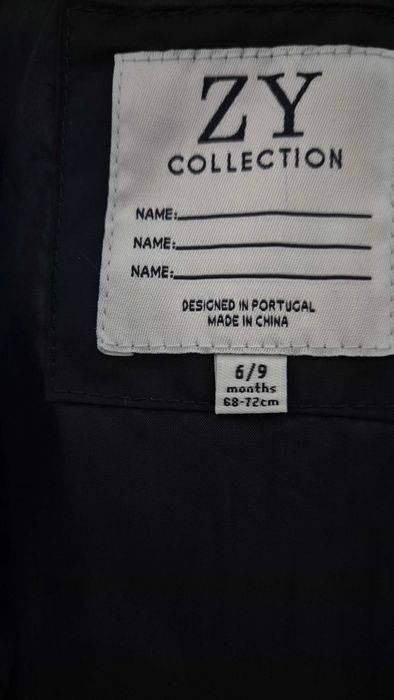 ZY
COLLECTION
NAME:
NAME:
NAME:
DESIGNED IN PORTUGAL
MADE IN CHINA
6/9
months
68-72cm